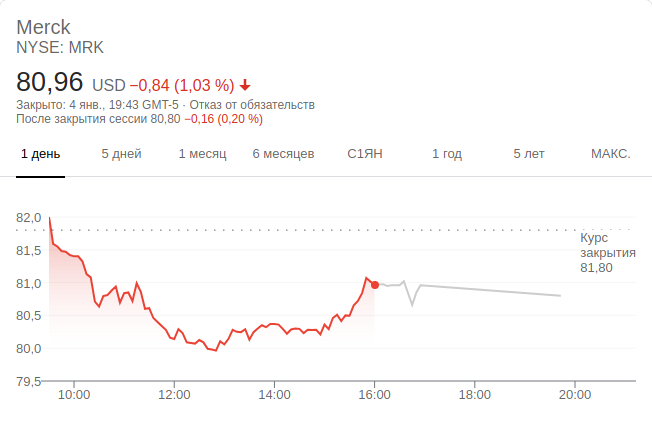 Merck
NYSE: MRK
80,96 USD −0,84 (1,03 %)
Закрыто: 4 янв., 19:43 GMT-5 · Отказ от обязательств
После закрытия сессии 80,80 −0,16 (0,20 %)
1 день 5 дней 1 месяц 6 месяцев С1ЯН 1 год 5 лет МАКС.
82,0
Курс
закрытия
81,80
81,5
81,0
80,5
80,0
79,5
10:00 12:00 14:00 16:00 18:00 20:00